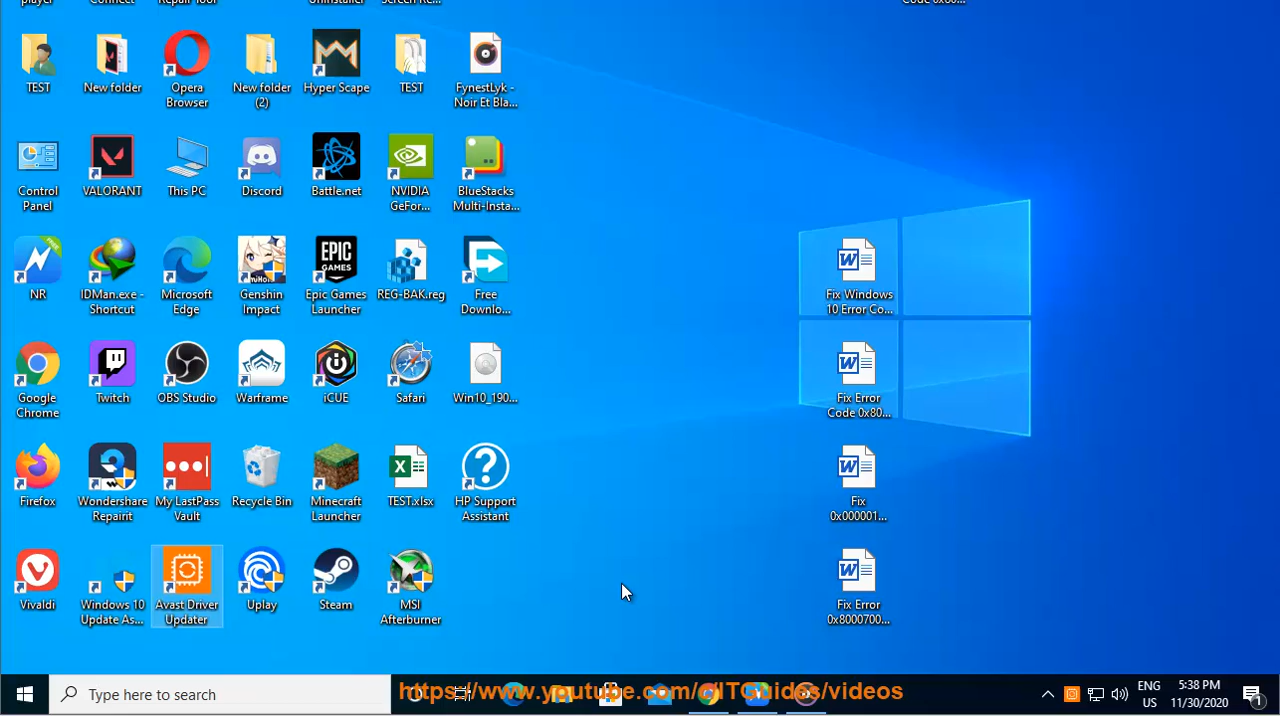 player Connect Repair Tool Uninstaller Screen Re... Code 0x80...
TEST New folder Opera Browser New folder (2) Hyper Scape TEST FynestLyk - Noir Et Bla...
Control Panel VALORANT This PC Discord Battle.net NVIDIA GeFor... BlueStacks Multi-Insta...
NR IDMan.exe - Shortcut Microsoft Edge Genshin Impact EPIC GAMES Epic Games Launcher REG-BAK.reg Free Downlo... Fix Windows 10 Error Co...
Google Chrome Twitch OBS Studio Warframe iCUE Safari Win10_190... Fix Error Code 0x80...
Firefox Wondershare Repairit My LastPass Vault Recycle Bin Minecraft Launcher TEST.xlsx HP Support Assistant Fix 0x000001...
Vivaldi Windows 10 Update As... Avast Driver Updater Uplay Steam MSI Afterburner Fix Error 0x8000700...
Type here to search
https://www.youtube.com/@ITGuides/videos
ENG US
5:38 PM
11/30/2020
1